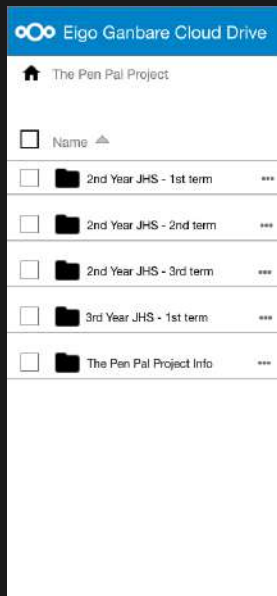 Eigo Ganbare Cloud Drive
The Pen Pal Project
Name
2nd Year JHS - 1st term
2nd Year JHS - 2nd term
2nd Year JHS - 3rd term
3rd Year JHS - 1st term
The Pen Pal Project Info